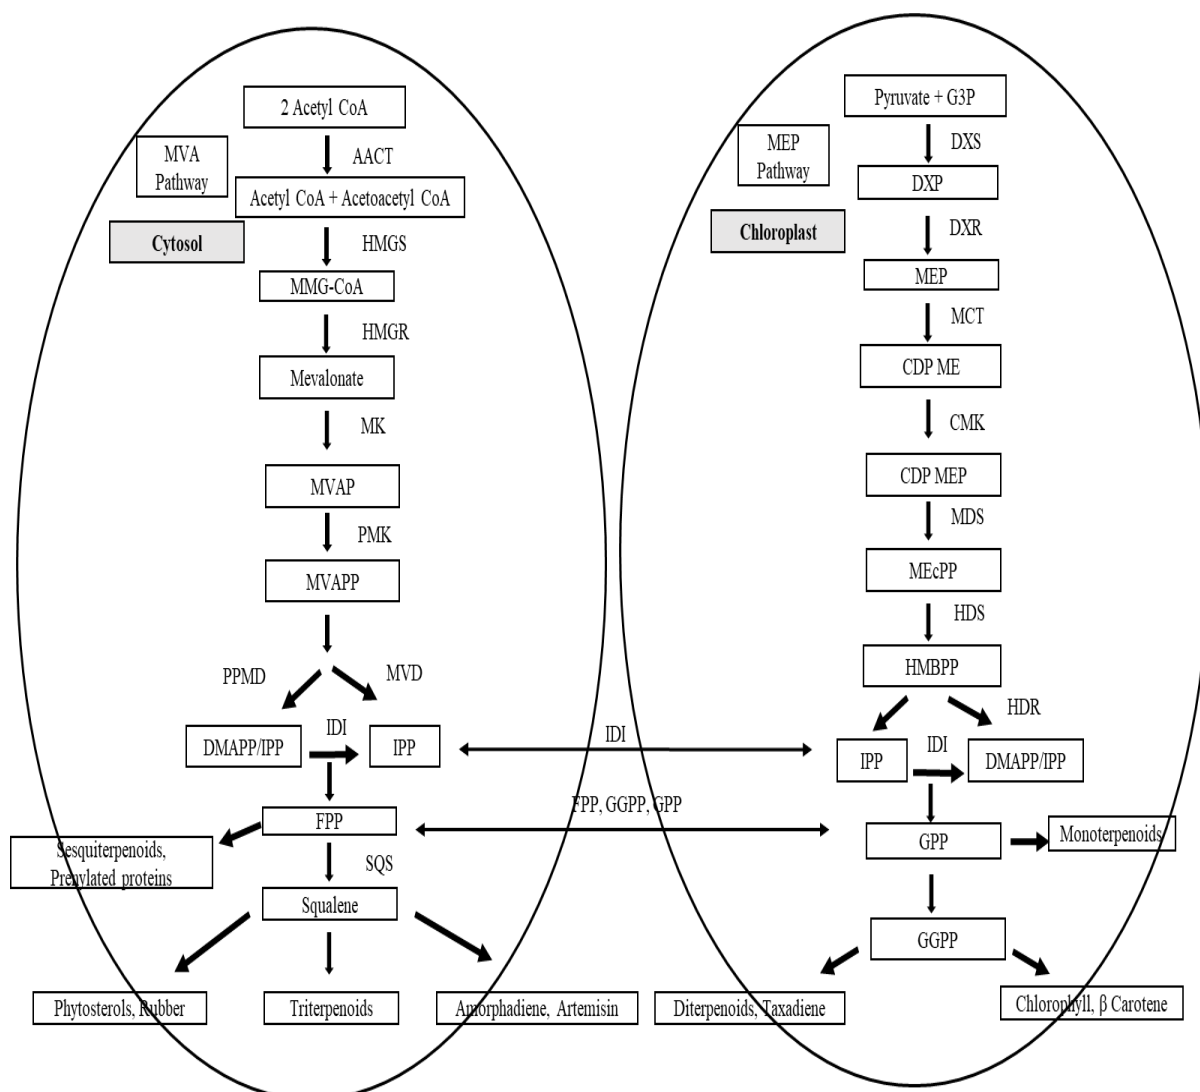 2 Acetyl CoA
MVA
Pathway
AACT
Acetyl CoA + Acetoacetyl CoA
Cytosol
HMGS
MMG-CoA
HMGR
Mevalonate
MK
MVAP
PMK
MVAPP
PPMD
MVD
DMAPP/IPP
IDI
IPP
FPP
Sesquiterpenoids,
Prenylated proteins
SQS
Squalene
Phytosterols, Rubber
Triterpenoids
Amorphadiene, Artemisin
IDI
FPP, GGPP, GPP
Pyruvate + G3P
MEP
Pathway
DXS
DXP
Chloroplast
DXR
MEP
MCT
CDP ME
CMK
CDP MEP
MDS
MEcPP
HDS
HMBPP
HDR
IPP
IDI
DMAPP/IPP
GPP
Monoterpenoids
GGPP
Diterpenoids, Taxadiene
Chlorophyll, β Carotene